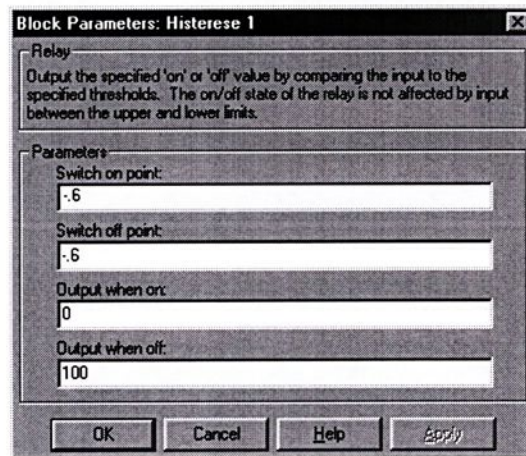 Block Parameters: Histerese 1
Relay
Output the specified 'on' or 'off' value by comparing the input to the
specified thresholds. The on/off state of the relay is not affected by input
between the upper and lower limits.
Parameters
Switch on point:
-.6
Switch off point:
-.6
Output when on:
0
Output when off:
100
OK Cancel Help Apply